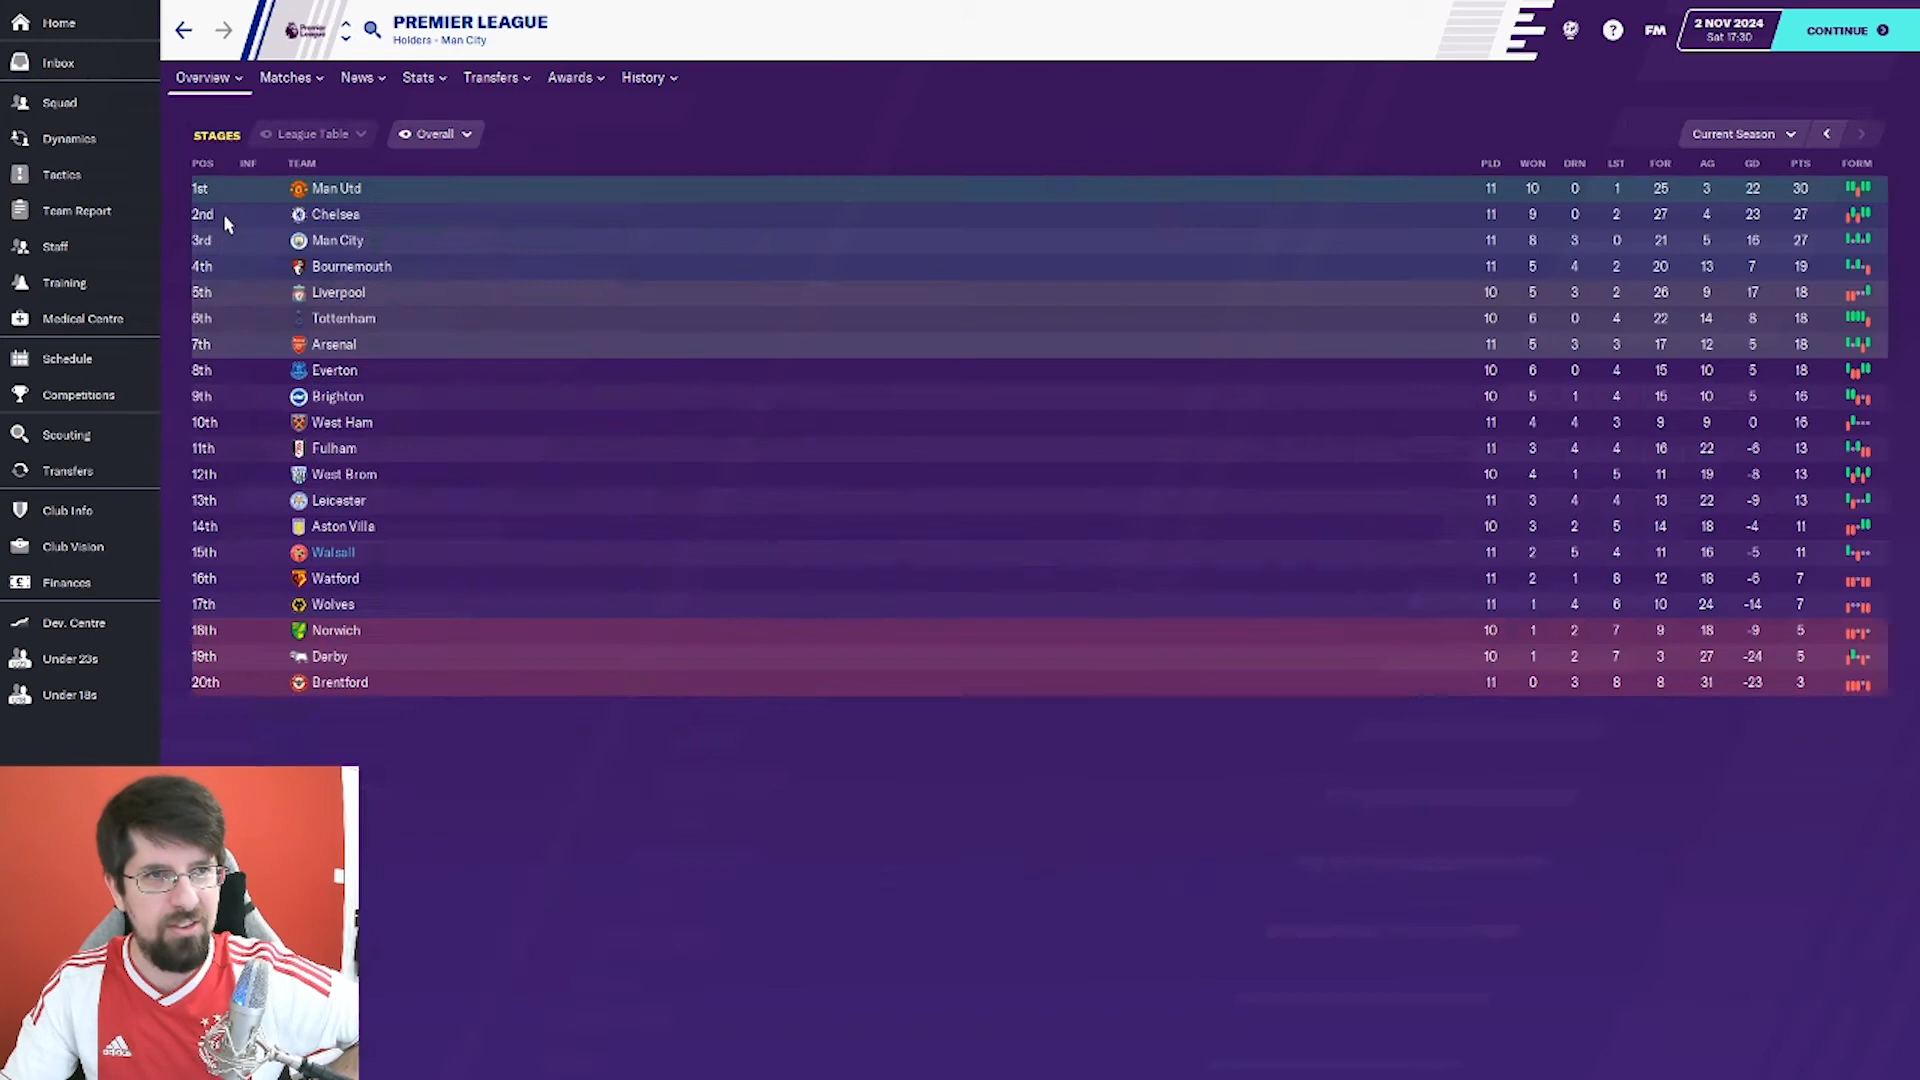 Home
Inbox
Squad
Dynamics
Tactics
Team Report
Staff
Training
Medical Centre
Schedule
Competitions
Scouting
Transfers
Club Info
Club Vision
Finances
Dev. Centre
Under 23s
Under 18s
Premier League
PREMIER LEAGUE
Holders - Man City
FM
2 NOV 2024
Sat 17:30
CONTINUE
Overview Matches News Stats Transfers Awards History
STAGES League Table Overall Current Season
POS INF TEAM PLD WON DRN LST FOR AG GD PTS FORM
1st Man Utd 11 10 0 1 25 3 22 30
2nd Chelsea 11 9 0 2 27 4 23 27
3rd Man City 11 8 3 0 21 5 16 27
4th Bournemouth 11 5 4 2 20 13 7 19
5th Liverpool 10 5 3 2 26 9 17 18
6th Tottenham 10 6 0 4 22 14 8 18
7th Arsenal 11 5 3 3 17 12 5 18
8th Everton 10 6 0 4 15 10 5 18
9th Brighton 10 5 1 4 15 10 5 16
10th West Ham 11 4 4 3 9 9 0 16
11th Fulham 11 3 4 4 16 22 -6 13
12th West Brom 10 4 1 5 11 19 -8 13
13th Leicester 11 3 4 4 13 22 -9 13
14th Aston Villa 10 3 2 5 14 18 -4 11
15th Walsall 11 2 5 4 11 16 -5 11
16th Watford 11 2 1 8 12 18 -6 7
17th Wolves 11 1 4 6 10 24 -14 7
18th Norwich 10 1 2 7 9 18 -9 5
19th Derby 10 1 2 7 3 27 -24 5
20th Brentford 11 0 3 8 8 31 -23 3
adidas